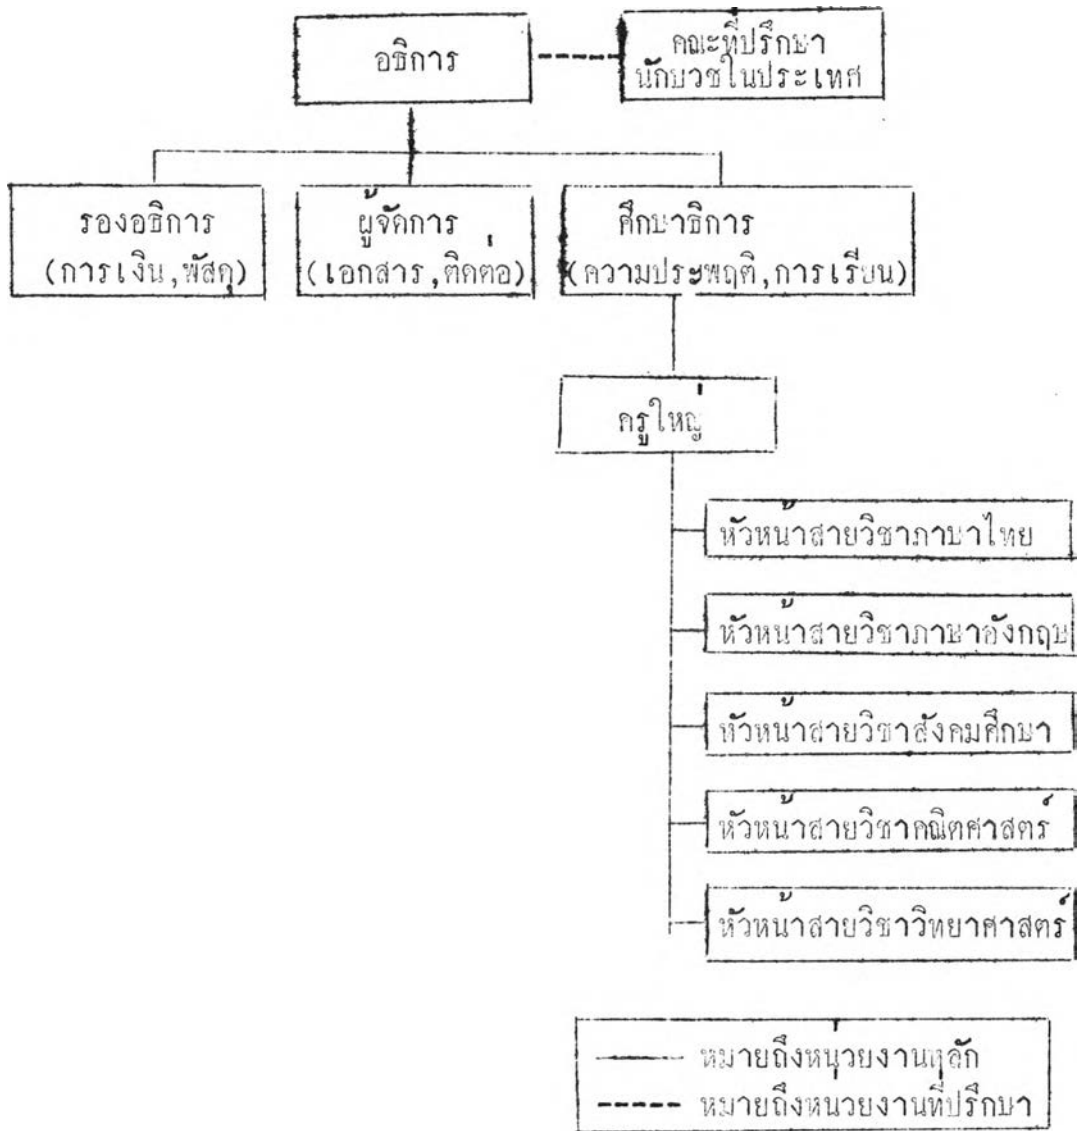 อธิการ
คณะที่ปรึกษา
นักบวชในประเทศ
รองอธิการ
(การเงิน,พัสดุ)
ผู้จัดการ
(เอกสาร,ติดต่อ)
ศึกษาธิการ
(ความประพฤติ,การเรียน)
ครูใหญ่
หัวหน้าสายวิชาภาษาไทย
หัวหน้าสายวิชาภาษาอังกฤษ
หัวหน้าสายวิชาสังคมศึกษา
หัวหน้าสายวิชาคณิตศาสตร์
หัวหน้าสายวิชาวิทยาศาสตร์
หมายถึงหน่วยงานหลัก
หมายถึงหน่วยงานที่ปรึกษา